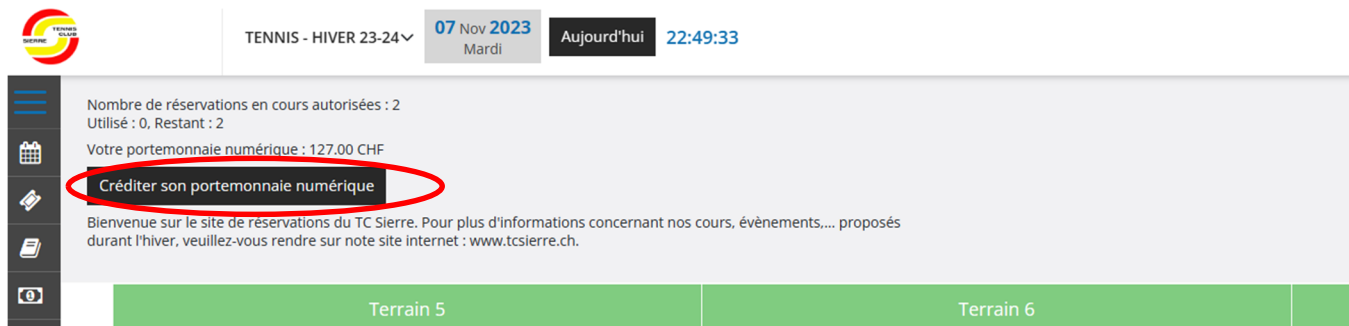 TENNIS
CLUB
SIERRE
TENNIS - HIVER 23-24
07 Nov 2023
Mardi
Aujourd'hui
22:49:33
Nombre de réservations en cours autorisées : 2
Utilisé : 0, Restant : 2
Votre portemonnaie numérique : 127.00 CHF
Créditer son portemonnaie numérique
Bienvenue sur le site de réservations du TC Sierre. Pour plus d'informations concernant nos cours, évènements,... proposés
durant l'hiver, veuillez-vous rendre sur note site internet : www.tcsierre.ch.
Terrain 5
Terrain 6